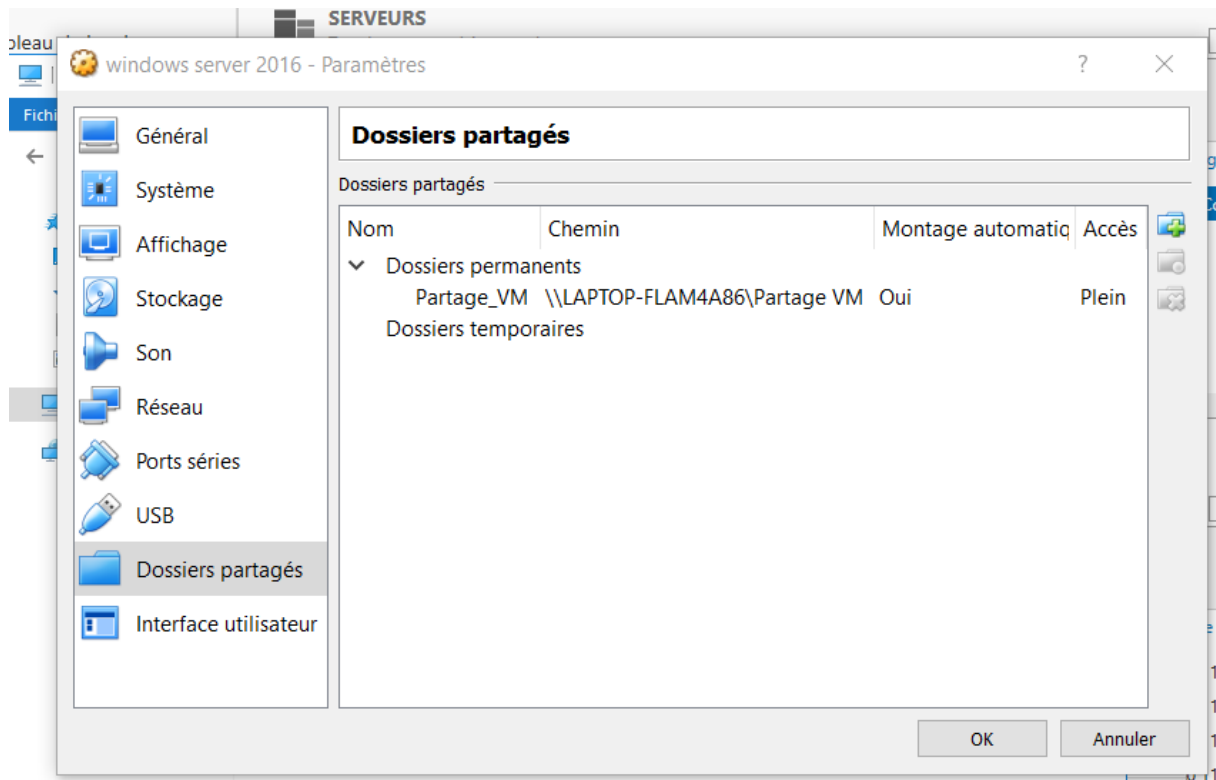 SERVEURS
windows server 2016 - Paramètres
?
Fichi
Général
Système
Affichage
Stockage
Son
Réseau
Ports séries
USB
Dossiers partagés
Interface utilisateur
Dossiers partagés
Dossiers partagés
Nom Chemin Montage automatiq Accès
Dossiers permanents
Partage_VM \\LAPTOP-FLAM4A86\Partage VM Oui Plein
Dossiers temporaires
OK Annuler